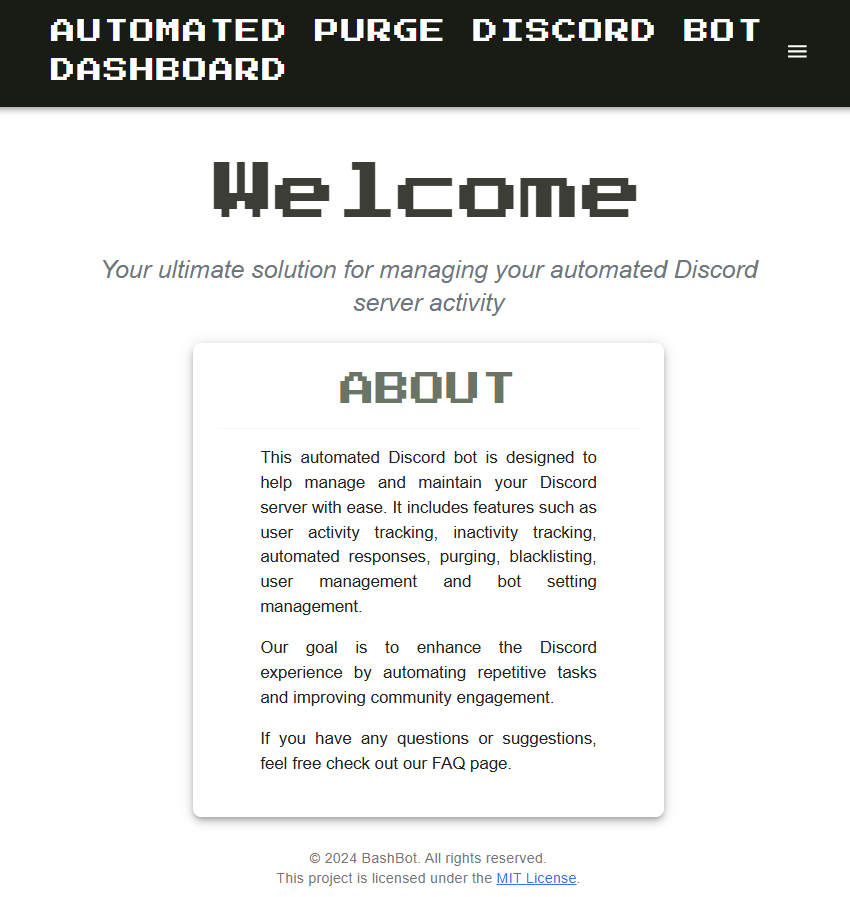 AUTOMATED PURGE DISCORD BOT
DASHBOARD
Welcome
Your ultimate solution for managing your automated Discord
server activity
ABOUT
This automated Discord bot is designed to
help manage and maintain your Discord
server with ease. It includes features such as
user activity tracking, inactivity tracking,
automated responses, purging, blacklisting,
user management and bot setting
management.
Our goal is to enhance the Discord
experience by automating repetitive tasks
and improving community engagement.
If you have any questions or suggestions,
feel free check out our FAQ page.
© 2024 BashBot. All rights reserved.
This project is licensed under the MIT License.